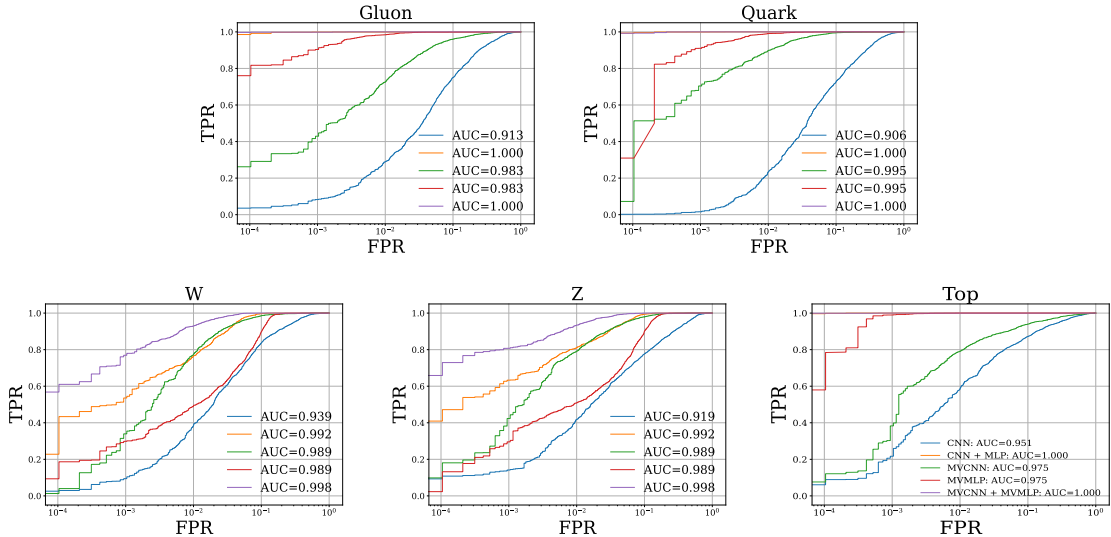 Gluon
TPR
1.0
0.8
0.6
0.4
0.2
0.0
AUC=0.913
AUC=1.000
AUC=0.983
AUC=0.983
AUC=1.000
10⁻⁴ 10⁻³ 10⁻² 10⁻¹ 10⁰
FPR
Quark
TPR
1.0
0.8
0.6
0.4
0.2
0.0
AUC=0.906
AUC=1.000
AUC=0.995
AUC=0.995
AUC=1.000
10⁻⁴ 10⁻³ 10⁻² 10⁻¹ 10⁰
FPR
W
TPR
1.0
0.8
0.6
0.4
0.2
0.0
AUC=0.939
AUC=0.992
AUC=0.989
AUC=0.989
AUC=0.998
10⁻⁴ 10⁻³ 10⁻² 10⁻¹ 10⁰
FPR
Z
TPR
1.0
0.8
0.6
0.4
0.2
0.0
AUC=0.919
AUC=0.992
AUC=0.989
AUC=0.989
AUC=0.998
10⁻⁴ 10⁻³ 10⁻² 10⁻¹ 10⁰
FPR
Top
TPR
1.0
0.8
0.6
0.4
0.2
0.0
CNN: AUC=0.951
CNN + MLP: AUC=1.000
MVCNN: AUC=0.975
MVMLP: AUC=0.975
MVCNN + MVMLP: AUC=1.000
10⁻⁴ 10⁻³ 10⁻² 10⁻¹ 10⁰
FPR